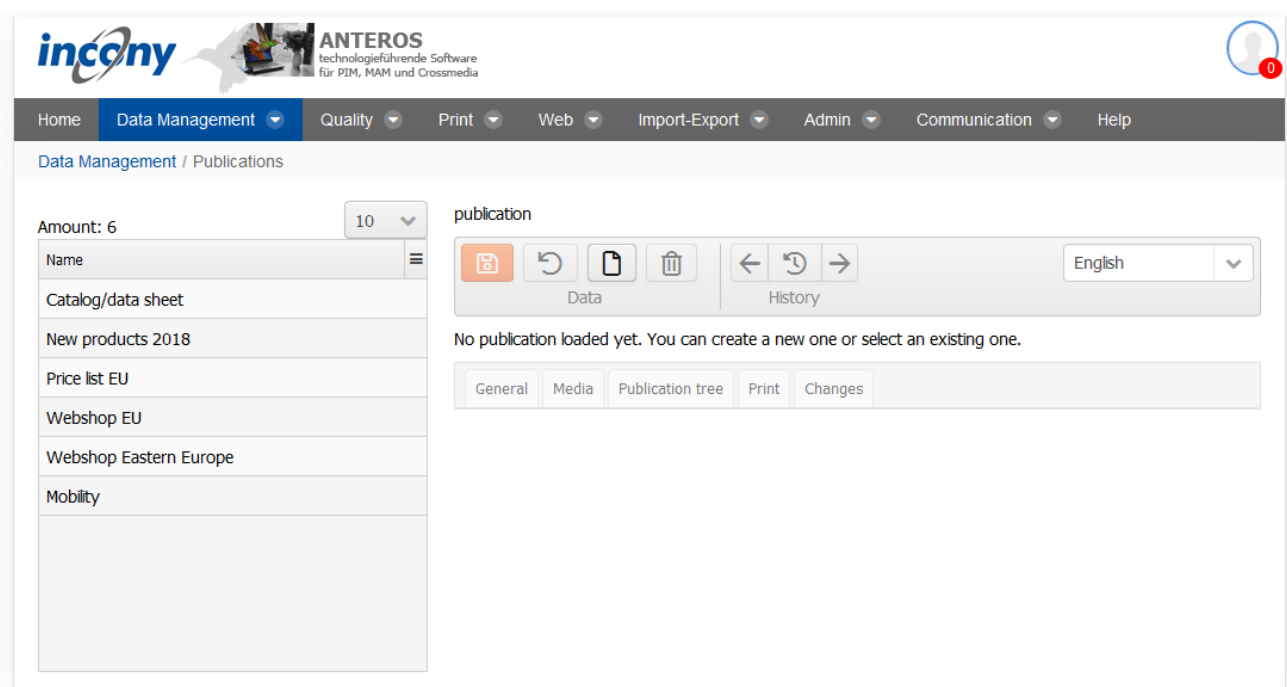 incony
ANTEROS
technologieführende Software
für PIM, MAM und Crossmedia
0
Home Data Management Quality Print Web Import-Export Admin Communication Help
Data Management / Publications
Amount: 6 10
Name
Catalog/data sheet
New products 2018
Price list EU
Webshop EU
Webshop Eastern Europe
Mobility
publication
English
Data History
No publication loaded yet. You can create a new one or select an existing one.
General Media Publication tree Print Changes